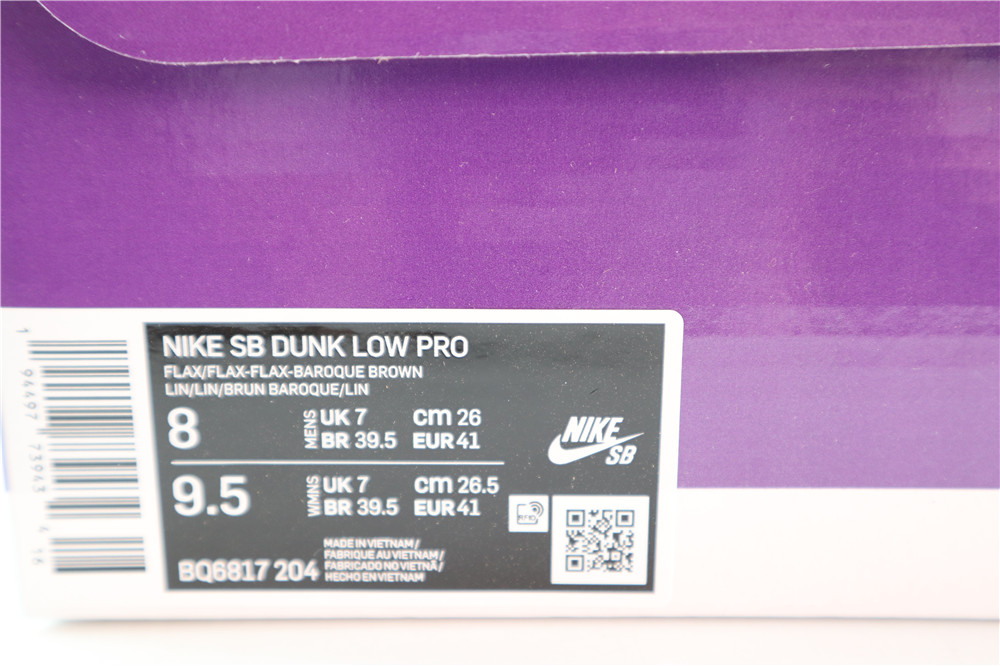 NIKE SB DUNK LOW PRO
FLAX/FLAX-FLAX-BAROQUE BROWN
LIN/LIN/BRUN BAROQUE/LIN
8 MENS UK 7 cm 26
BR 39.5 EUR 41
9.5 WMNS UK 7 cm 26.5
BR 39.5 EUR 41
NIKE
SB
RFID
BQ6817 204
MADE IN VIETNAM/
FABRIQUE AU VIETNAM/
FABRICADO NO VIETNÃ/
HECHO EN VIETNAM